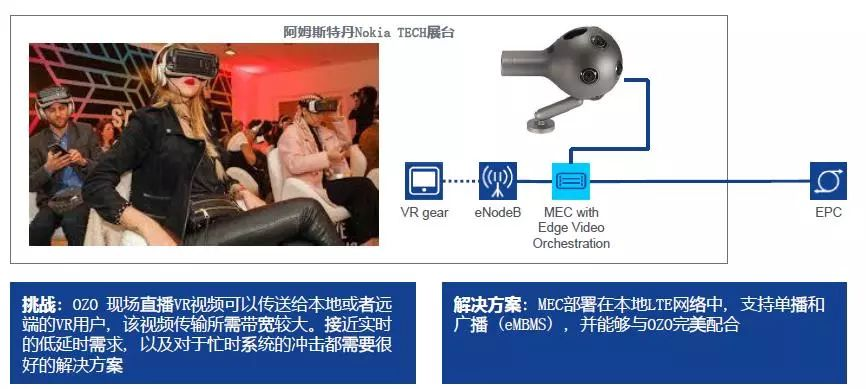 阿姆斯特丹Nokia TECH展台
VR gear
eNodeB
MEC with
Edge Video
Orchestration
EPC
挑战：OZO 现场直播VR视频可以传送给本地或者远
端的VR用户，该视频传输所需带宽较大。接近实时
的低延时需求，以及对于忙时系统的冲击都需要很
好的解决方案
解决方案：MEC部署在本地LTE网络中，支持单播和
广播（eMBMS），并能够与OZO完美配合